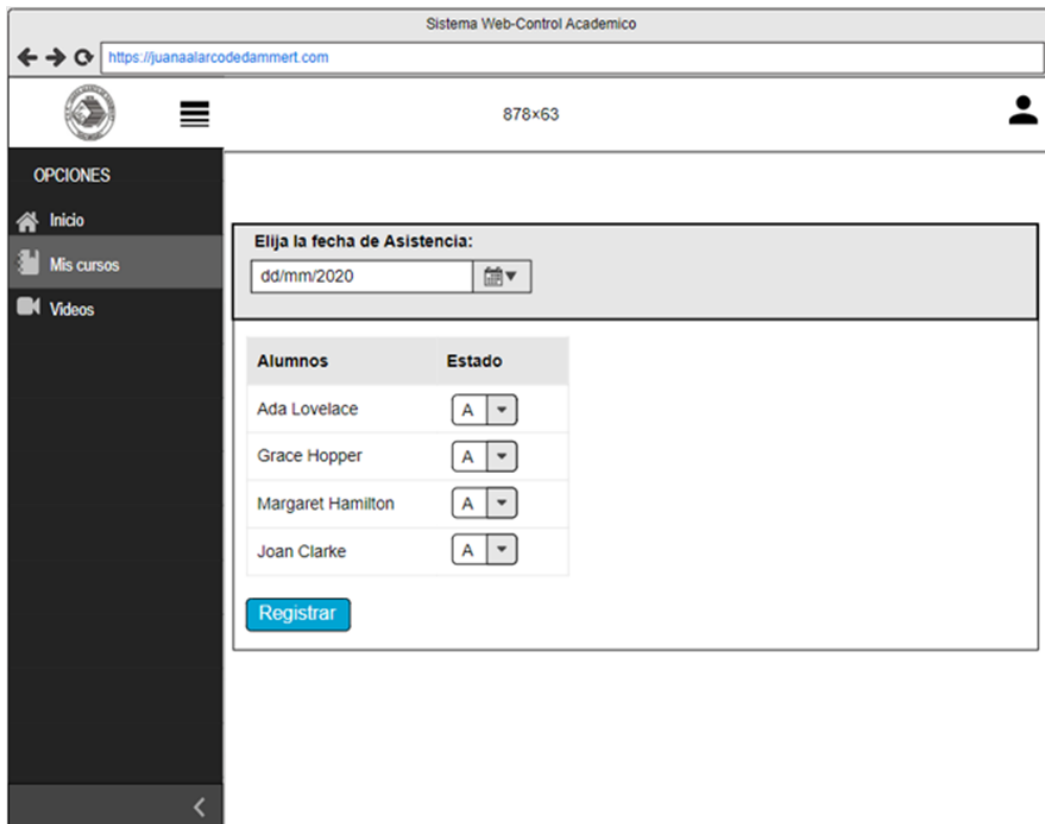 Sistema Web-Control Academico
https://juanaalarcodedammert.com
878×63
OPCIONES
Inicio
Mis cursos
Videos
Elija la fecha de Asistencia:
dd/mm/2020
Alumnos Estado
Ada Lovelace A
Grace Hopper A
Margaret Hamilton A
Joan Clarke A
Registrar